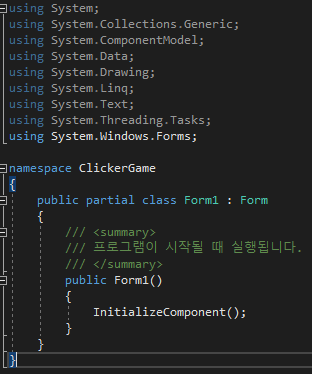 using System;
using System.Collections.Generic;
using System.ComponentModel;
using System.Data;
using System.Drawing;
using System.Linq;
using System.Text;
using System.Threading.Tasks;
using System.Windows.Forms;
namespace ClickerGame
{
public partial class Form1 : Form
{
/// <summary>
/// 프로그램이 시작될 때 실행됩니다.
/// </summary>
public Form1()
{
InitializeComponent();
}
}
}